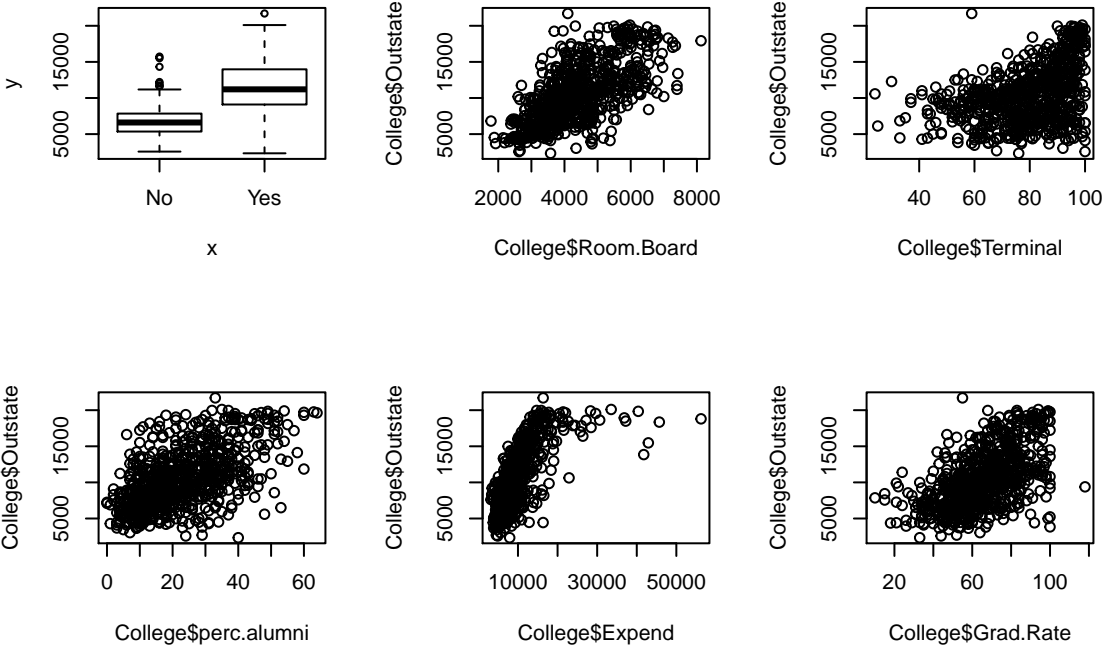 No Yes
5000 15000
x
y
2000 4000 6000 8000
5000 15000
College$Room.Board
College$Outstate
40 60 80 100
5000 15000
College$Terminal
College$Outstate
0 20 40 60
5000 15000
College$perc.alumni
College$Outstate
10000 30000 50000
5000 15000
College$Expend
College$Outstate
20 60 100
5000 15000
College$Grad.Rate
College$Outstate